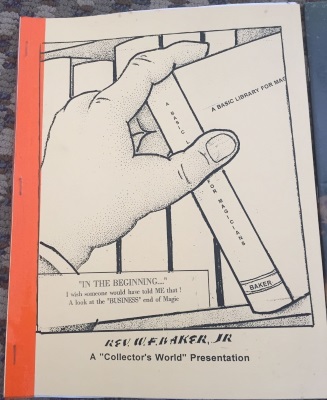 A BASIC LIBRARY FOR MAG
A BASIC
FOR MAGICIANS
BAKER
"IN THE BEGINNING..."
I wish someone would have told ME that !
A look at the "BUSINESS" end of Magic
REV. W.F. BAKER, JR
A "Collector's World" Presentation